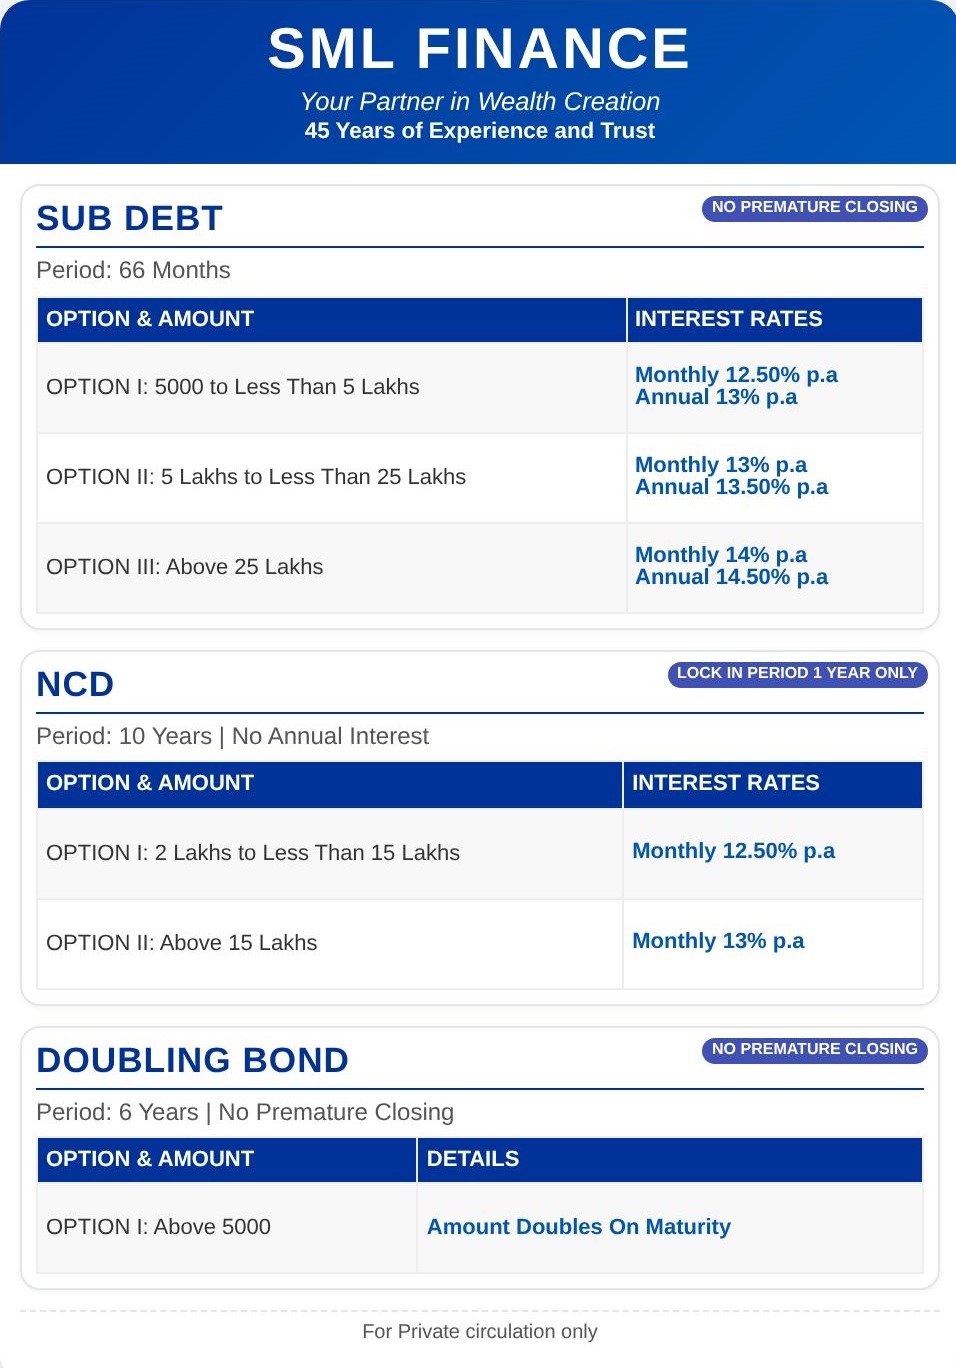 SML FINANCE
Your Partner in Wealth Creation
45 Years of Experience and Trust
SUB DEBT
NO PREMATURE CLOSING
Period: 66 Months
OPTION & AMOUNT
INTEREST RATES
OPTION I: 5000 to Less Than 5 Lakhs
Monthly 12.50% p.a
Annual 13% p.a
OPTION II: 5 Lakhs to Less Than 25 Lakhs
Monthly 13% p.a
Annual 13.50% p.a
OPTION III: Above 25 Lakhs
Monthly 14% p.a
Annual 14.50% p.a
NCD
LOCK IN PERIOD 1 YEAR ONLY
Period: 10 Years | No Annual Interest
OPTION & AMOUNT
INTEREST RATES
OPTION I: 2 Lakhs to Less Than 15 Lakhs
Monthly 12.50% p.a
OPTION II: Above 15 Lakhs
Monthly 13% p.a
DOUBLING BOND
NO PREMATURE CLOSING
Period: 6 Years | No Premature Closing
OPTION & AMOUNT
DETAILS
OPTION I: Above 5000
Amount Doubles On Maturity
For Private circulation only